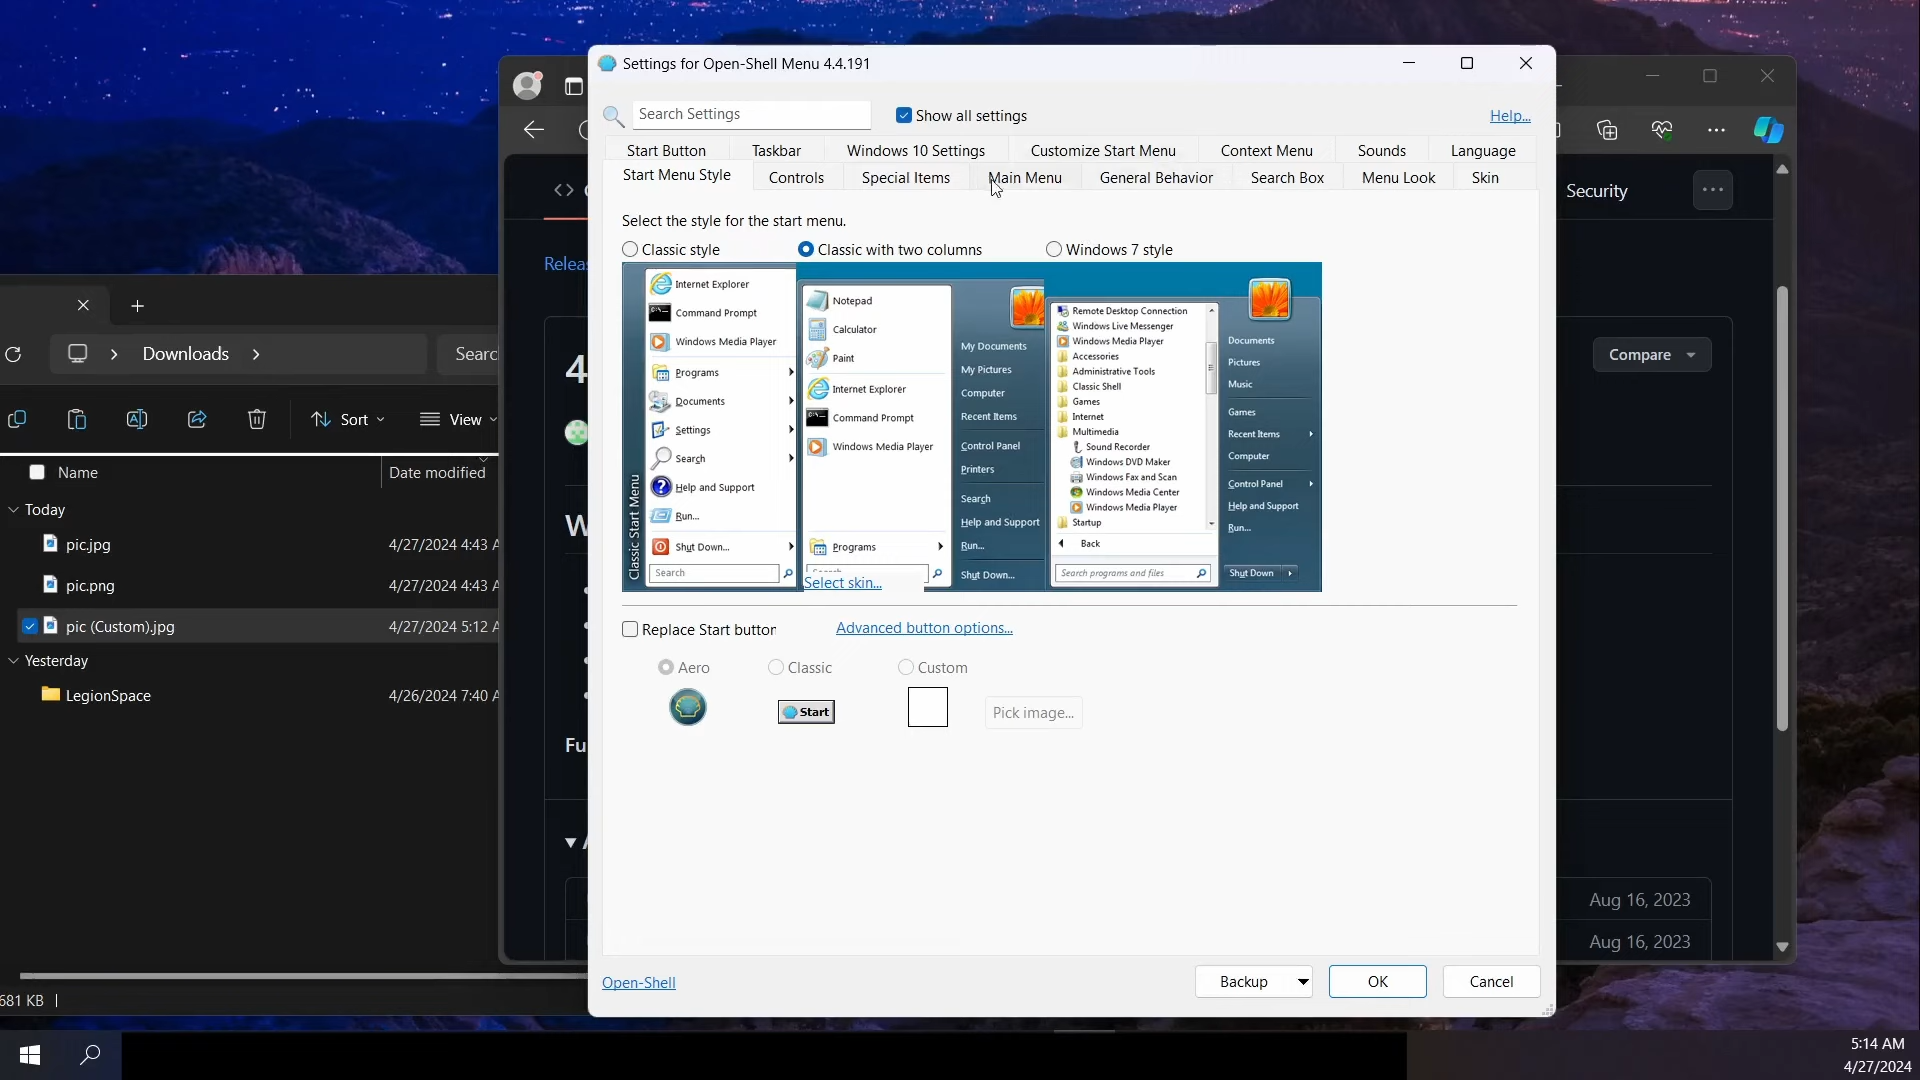 Settings for Open-Shell Menu 4.4.191
Search Settings
Show all settings
Help...
Start Button
Taskbar
Windows 10 Settings
Customize Start Menu
Context Menu
Sounds
Language
Start Menu Style
Controls
Special Items
Main Menu
General Behavior
Search Box
Menu Look
Skin
Select the style for the start menu.
Classic style
Classic with two columns
Windows 7 style
Classic Start Menu
Internet Explorer
Command Prompt
Windows Media Player
Programs
Documents
Settings
Search
Help and Support
Run...
Shut Down...
Search
Notepad
Calculator
Paint
Internet Explorer
Command Prompt
Windows Media Player
Programs
Select skin...
My Documents
My Pictures
Computer
Recent Items
Control Panel
Printers
Search
Help and Support
Run...
Shut Down...
Remote Desktop Connection
Windows Live Messenger
Windows Media Player
Accessories
Administrative Tools
Classic Shell
Games
Internet
Multimedia
Sound Recorder
Windows DVD Maker
Windows Fax and Scan
Windows Media Center
Windows Media Player
Startup
Back
Search programs and files
Documents
Pictures
Music
Games
Recent Items
Computer
Control Panel
Help and Support
Run...
Shut Down
Replace Start button
Advanced button options...
Aero
Classic
Custom
Start
Pick image...
Open-Shell
Backup
OK
Cancel
Downloads
Searc
Sort
View
Name
Date modified
Today
pic.jpg
4/27/2024 4:43 A
pic.png
4/27/2024 4:43 A
pic (Custom).jpg
4/27/2024 5:12 A
Yesterday
LegionSpace
4/26/2024 7:40 A
681 KB
Relea
4
W
Fu
Security
Compare
Aug 16, 2023
Aug 16, 2023
5:14 AM
4/27/2024